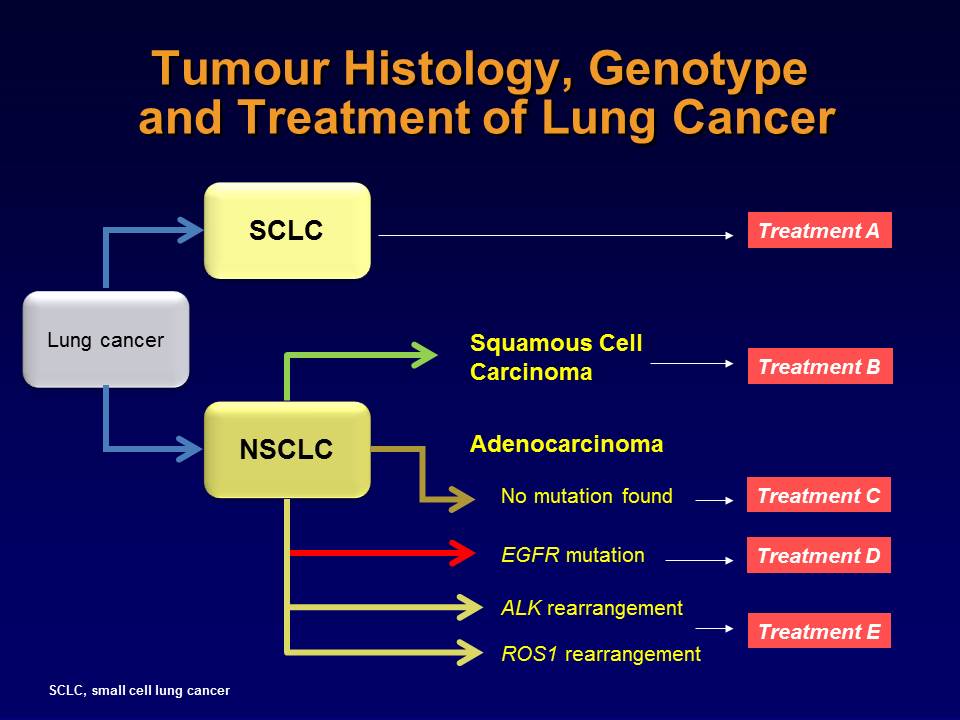 Tumour Histology, Genotype
and Treatment of Lung Cancer
SCLC
Treatment A
Lung cancer
Squamous Cell
Carcinoma
Treatment B
NSCLC
Adenocarcinoma
No mutation found
Treatment C
EGFR mutation
Treatment D
ALK rearrangement
Treatment E
ROS1 rearrangement
SCLC, small cell lung cancer